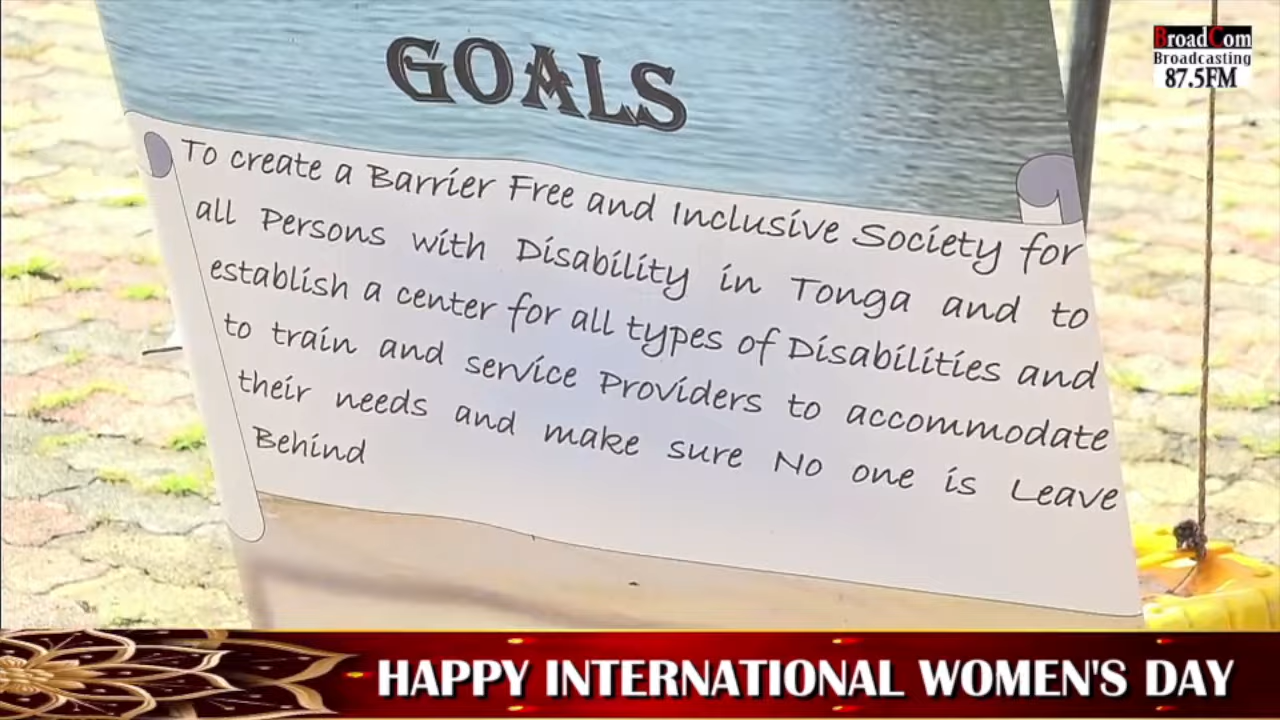 BroadCom
Broadcasting
87.5FM
GOALS
To create a Barrier Free and Inclusive Society for
all Persons with Disability in Tonga and to
establish a center for all types of Disabilities and
to train and service Providers to accommodate
their needs and make sure No one is Leave
Behind
HAPPY INTERNATIONAL WOMEN'S DAY